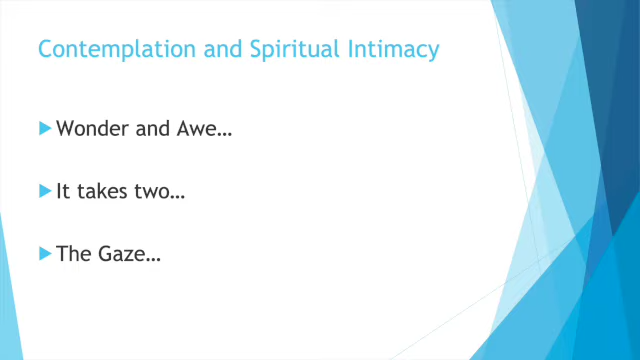 Contemplation and Spiritual Intimacy
Wonder and Awe…
It takes two…
The Gaze…